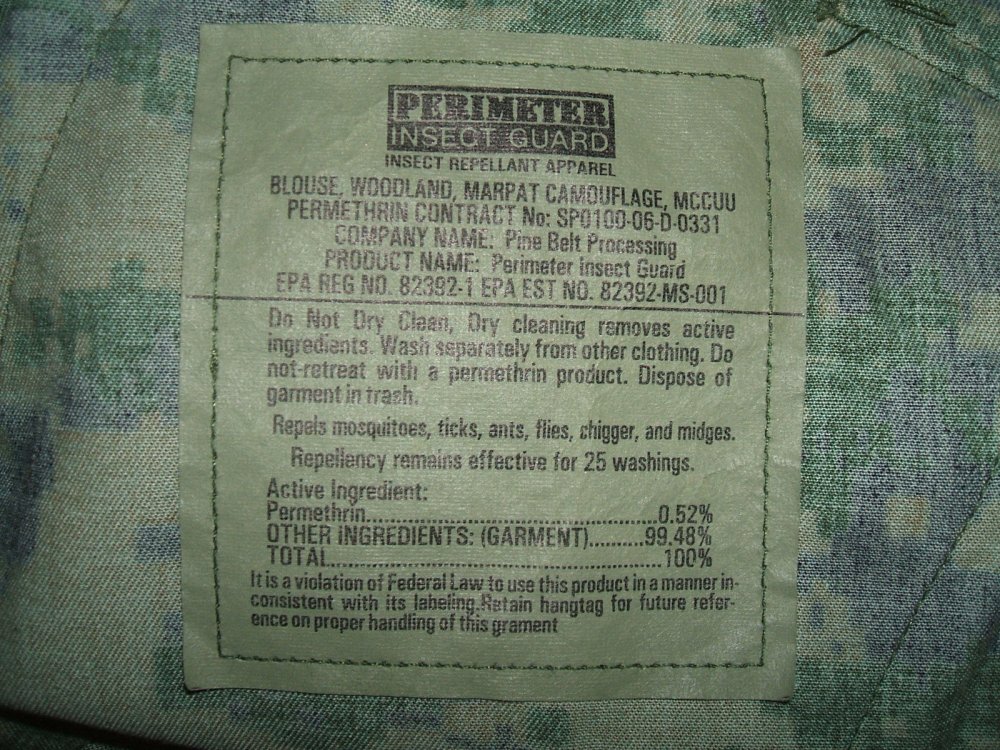 PERIMETER
INSECT GUARD
INSECT REPELLANT APPAREL
BLOUSE, WOODLAND, MARPAT CAMOUFLAGE, MCCUU
PERMETHRIN CONTRACT No: SP0100-06-D-0331
COMPANY NAME: Pine Belt Processing
PRODUCT NAME: Perimeter Insect Guard
EPA REG NO. 82392-1 EPA EST NO. 82392-MS-001
Do Not Dry Clean, Dry cleaning removes active
ingredients. Wash separately from other clothing. Do
not-retreat with a permethrin product. Dispose of
garment in trash.
Repels mosquitoes, ticks, ants, flies, chigger, and midges.
Repellency remains effective for 25 washings.
Active Ingredient:
Permethrin..........................................0.52%
OTHER INGREDIENTS: (GARMENT)..........99.48%
TOTAL.................................................100%
It is a violation of Federal Law to use this product in a manner in-
consistent with its labeling.Retain hangtag for future refer-
ence on proper handling of this grament